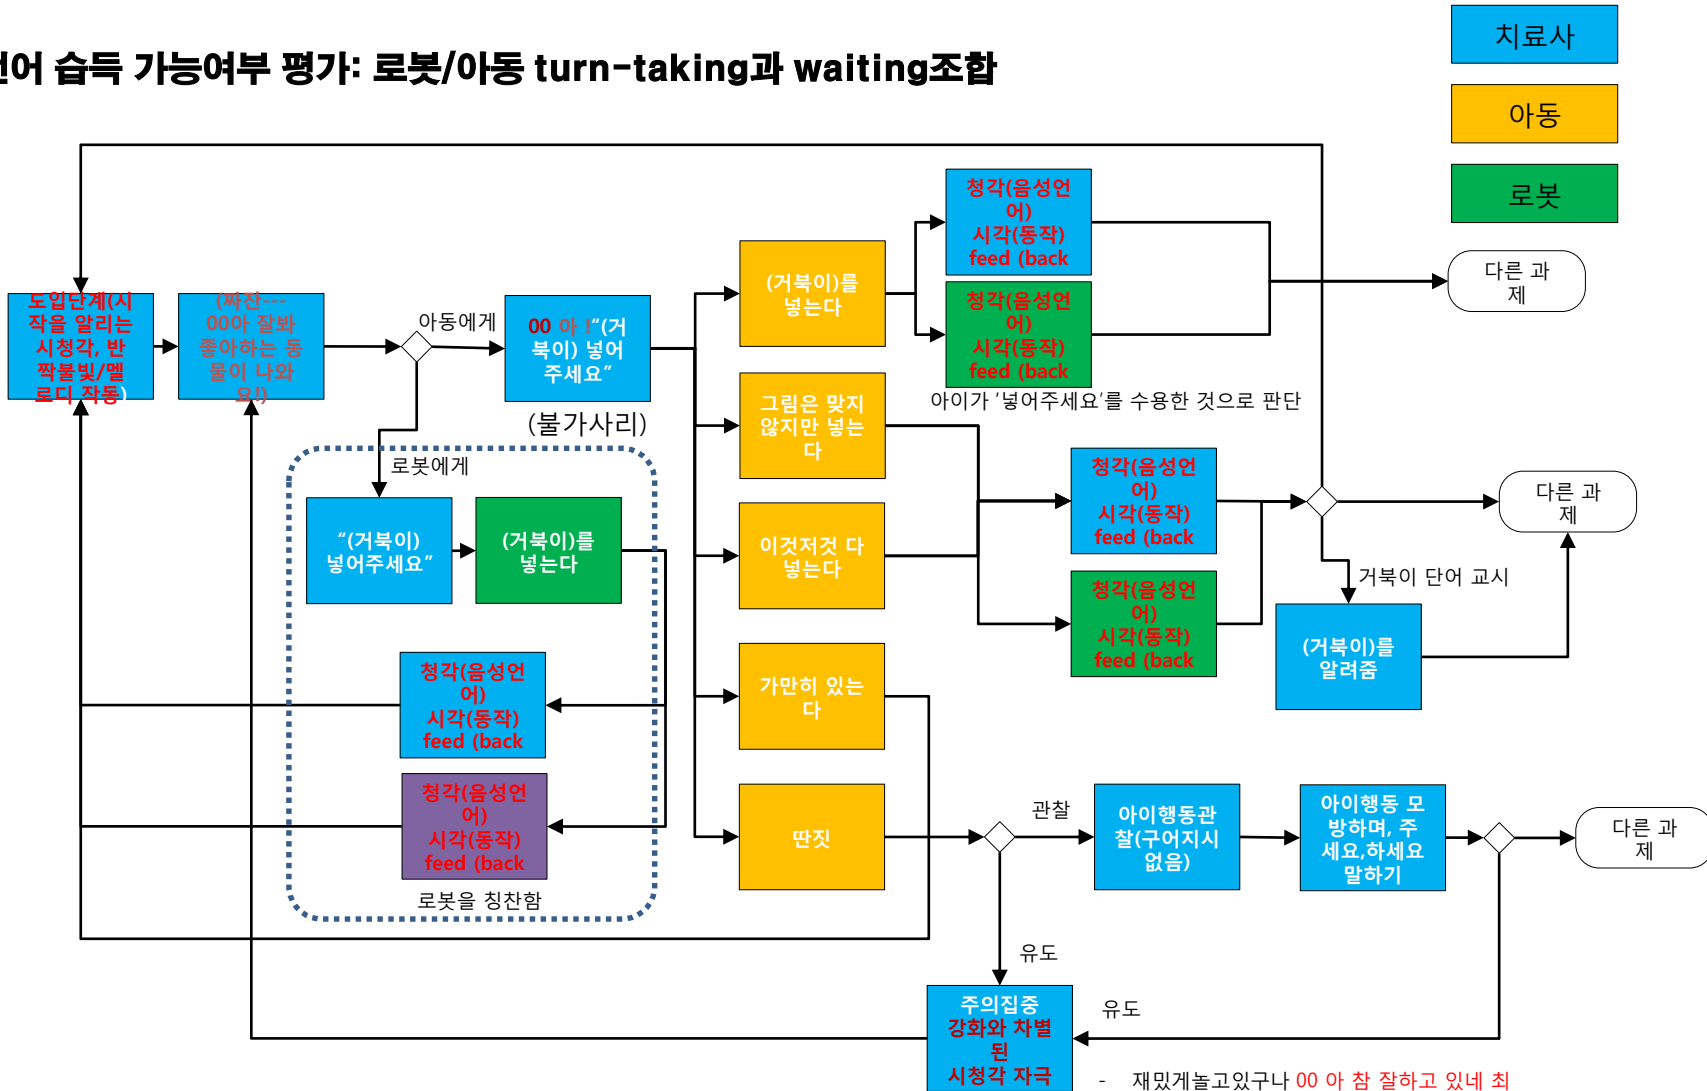 언어 습득 가능여부 평가: 로봇/아동 turn-taking과 waiting조합
치료사
아동
로봇
도입단계(시
작을 알리는
시청각, 반
짝불빛/멜
로디 작동)
(짜잔---
00아 잘봐
좋아하는 동
물이 나와
요!)
아동에게
00 아 !“(거
북이) 넣어
주세요”
(불가사리)
로봇에게
“(거북이)
넣어주세요”
(거북이)를
넣는다
청각(음성언
어)
시각(동작)
feed (back
청각(음성언
어)
시각(동작)
feed (back
로봇을 칭찬함
(거북이)를
넣는다
그림은 맞지
않지만 넣는
다
이것저것 다
넣는다
가만히 있는
다
딴짓
청각(음성언
어)
시각(동작)
feed (back
청각(음성언
어)
시각(동작)
feed (back
아이가 ‘넣어주세요’를 수용한 것으로 판단
다른 과
제
청각(음성언
어)
시각(동작)
feed (back
청각(음성언
어)
시각(동작)
feed (back
다른 과
제
거북이 단어 교시
(거북이)를
알려줌
관찰
아이행동관
찰(구어지시
없음)
아이행동 모
방하며, 주
세요,하세요
말하기
다른 과
제
유도
주의집중
강화와 차별
된
시청각 자극
유도
- 재밌게놀고있구나 00 아 참 잘하고 있네 최